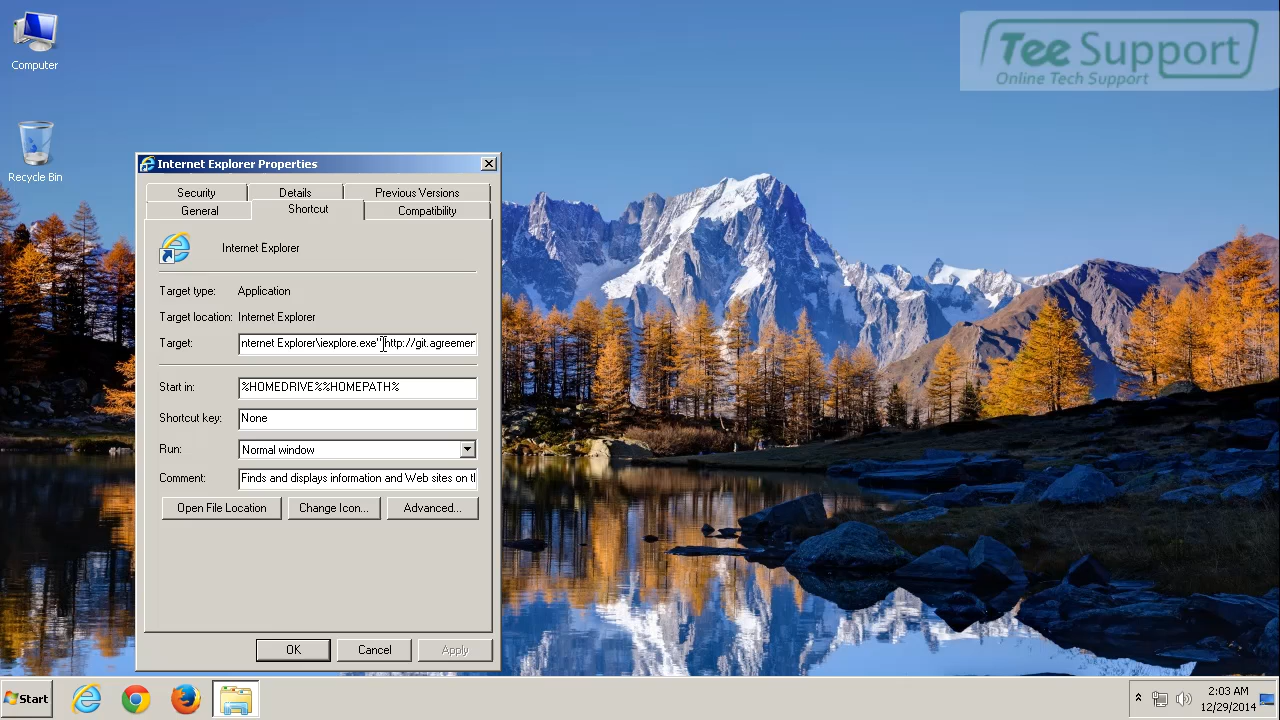 Computer
Recycle Bin
Tee Support
Online Tech Support
Internet Explorer Properties
Security Details Previous Versions
General Shortcut Compatibility
Internet Explorer
Target type: Application
Target location: Internet Explorer
Target: nternet Explorer\iexplore.exe" http://git.agreemer
Start in: %HOMEDRIVE%%HOMEPATH%
Shortcut key: None
Run: Normal window
Comment: Finds and displays information and Web sites on tl
Open File Location Change Icon... Advanced...
OK Cancel Apply
Start
2:03 AM
12/29/2014